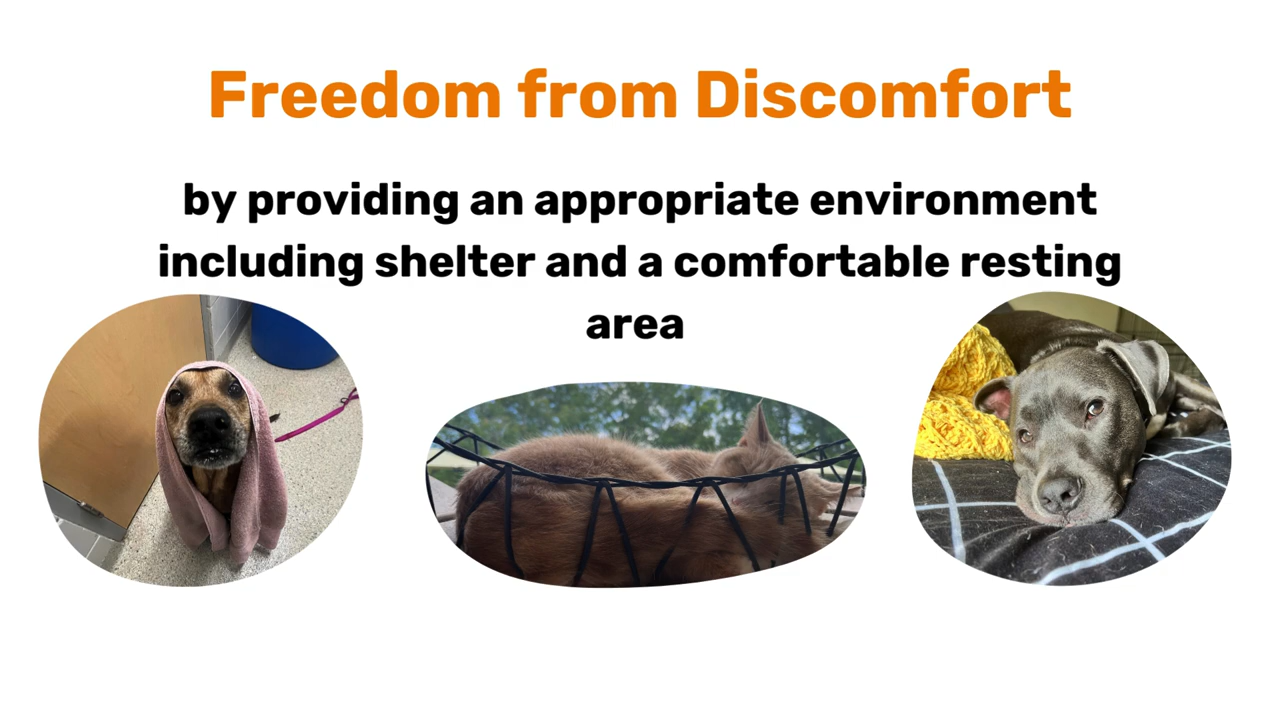 Freedom from Discomfort
by providing an appropriate environment
including shelter and a comfortable resting
area